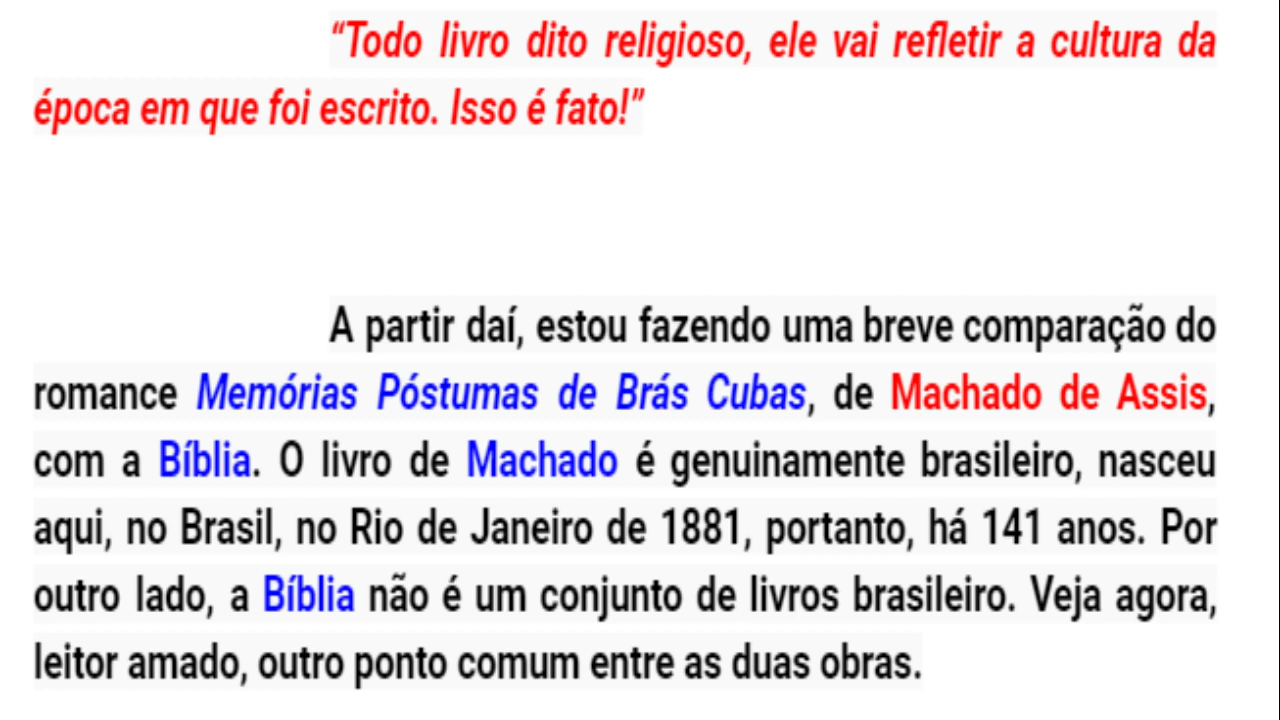 “Todo livro dito religioso, ele vai refletir a cultura da
época em que foi escrito. Isso é fato!”
A partir daí, estou fazendo uma breve comparação do
romance Memórias Póstumas de Brás Cubas, de Machado de Assis,
com a Bíblia. O livro de Machado é genuinamente brasileiro, nasceu
aqui, no Brasil, no Rio de Janeiro de 1881, portanto, há 141 anos. Por
outro lado, a Bíblia não é um conjunto de livros brasileiro. Veja agora,
leitor amado, outro ponto comum entre as duas obras.